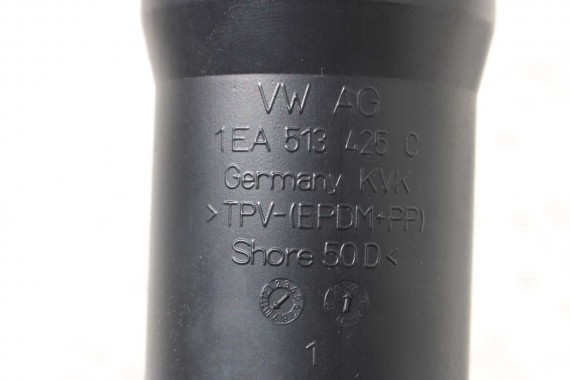 VW AG
1EA 513 425 C
Germany KVK
>TPV-(EPDM+PP)
Shore 50 D<
1